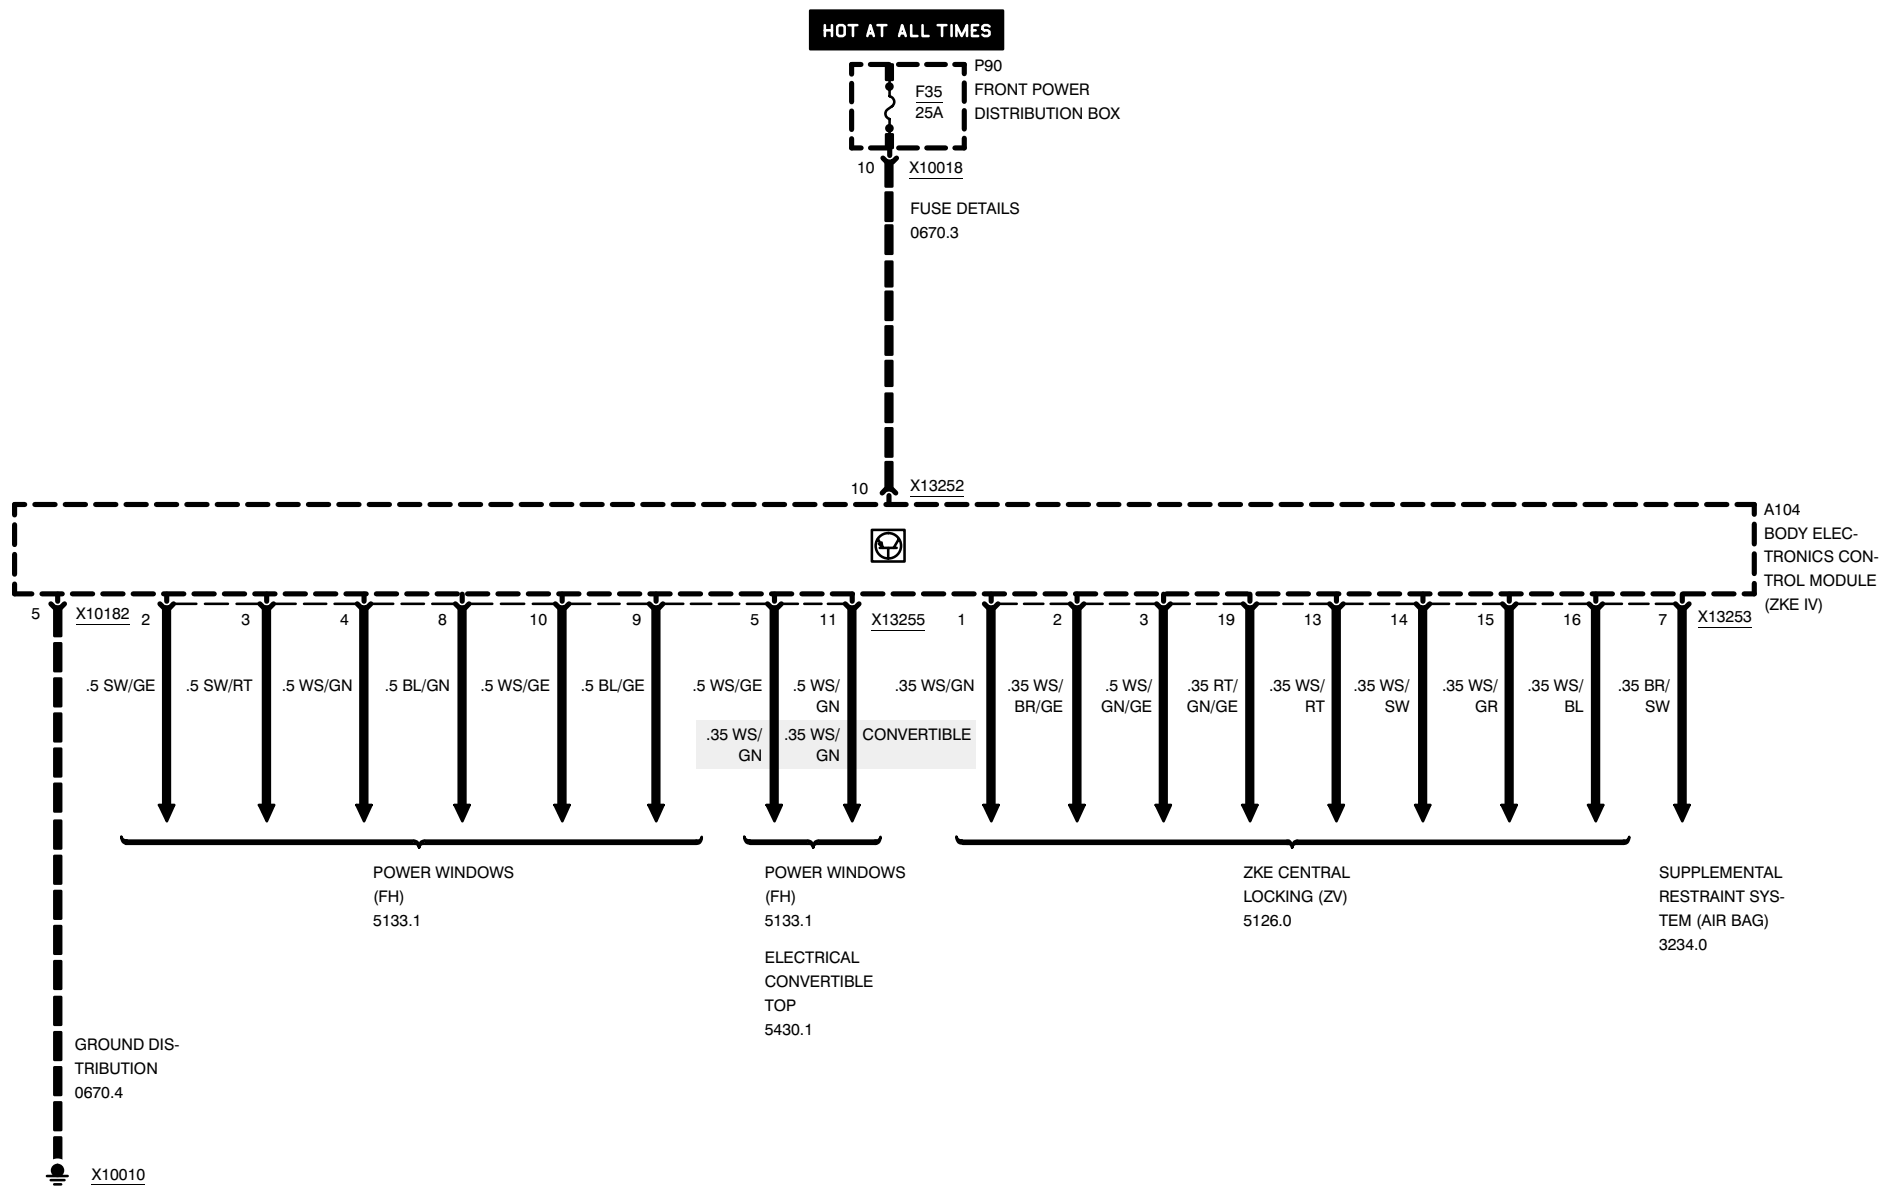 HOT AT ALL TIMES
P90
FRONT POWER
DISTRIBUTION BOX
F35
25A
10 X10018
FUSE DETAILS
0670.3
10 X13252
A104
BODY ELEC-
TRONICS CON-
TROL MODULE
(ZKE IV)
5 X10182 2 3 4 8 10 9 5 11 X13255 1 2 3 19 13 14 15 16 7 X13253
.5 SW/GE
.5 SW/RT
.5 WS/GN
.5 BL/GN
.5 WS/GE
.5 BL/GE
.5 WS/GE
.5 WS/
GN
.35 WS/
GN
.35 WS/
GN
CONVERTIBLE
.35 WS/GN
.35 WS/
BR/GE
.5 WS/
GN/GE
.35 RT/
GN/GE
.35 WS/
RT
.35 WS/
SW
.35 WS/
GR
.35 WS/
BL
.35 BR/
SW
POWER WINDOWS
(FH)
5133.1
POWER WINDOWS
(FH)
5133.1
ELECTRICAL
CONVERTIBLE
TOP
5430.1
ZKE CENTRAL
LOCKING (ZV)
5126.0
SUPPLEMENTAL
RESTRAINT SYS-
TEM (AIR BAG)
3234.0
GROUND DIS-
TRIBUTION
0670.4
X10010